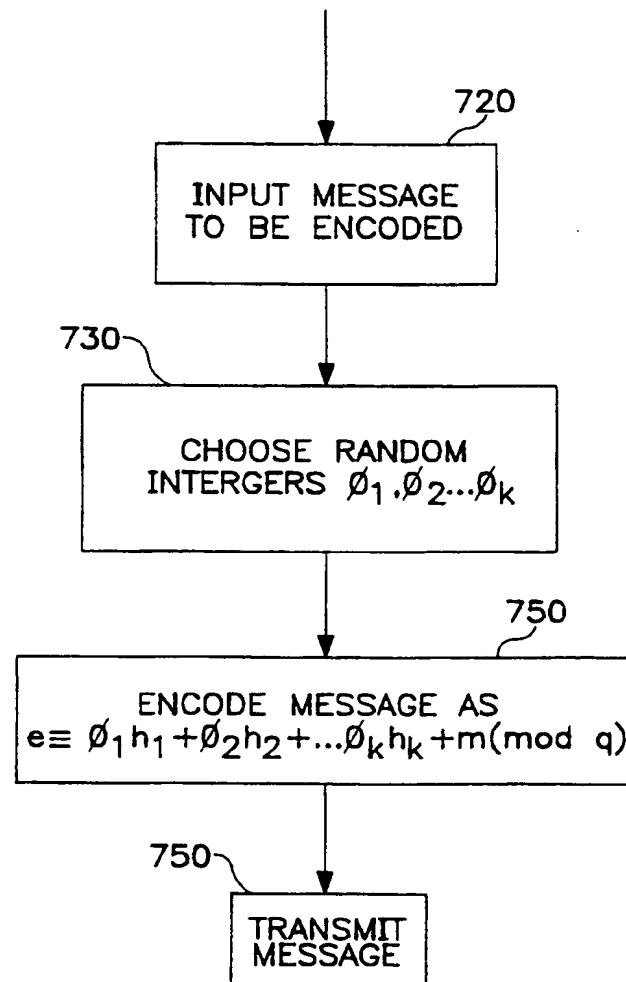 720
INPUT MESSAGE
TO BE ENCODED
730
CHOOSE RANDOM
INTERGERS Ø₁,Ø₂...Øₖ
750
ENCODE MESSAGE AS
e≡ Ø₁h₁+Ø₂h₂+...Øₖhₖ+m(mod q)
750
TRANSMIT
MESSAGE